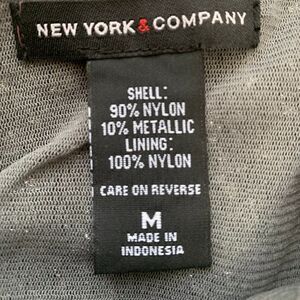 NEW YORK & COMPANY
SHELL:
90% NYLON
10% METALLIC
LINING:
100% NYLON
CARE ON REVERSE
M
MADE IN
INDONESIA